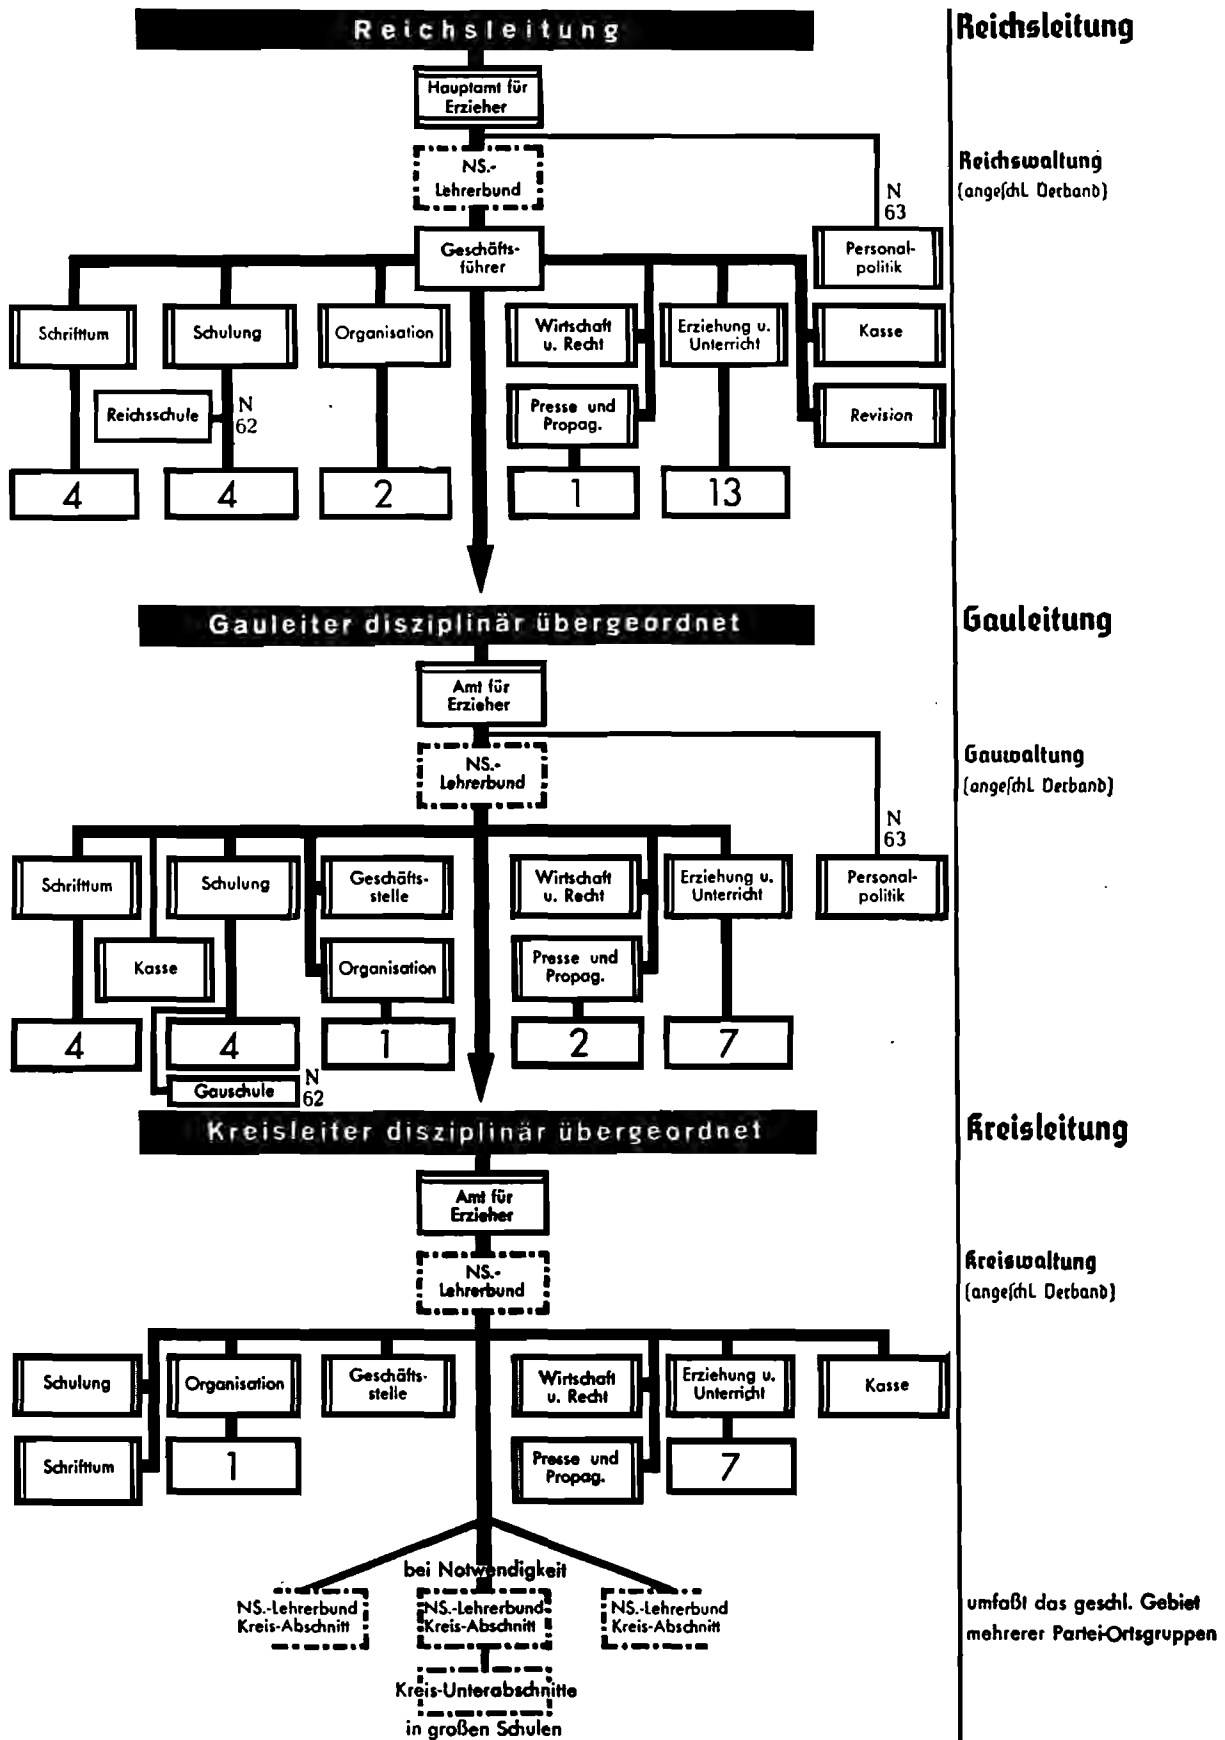 Reichsleitung
Reichsleitung
Hauptamt für
Erzieher
NS.-
Lehrerbund
Reichswaltung
(angeschl. Verband)
N
63
Geschäfts-
führer
Personal-
politik
Schrifttum
Schulung
Organisation
Wirtschaft
u. Recht
Erziehung u.
Unterricht
Kasse
Reichsschule
N
62
Presse und
Propag.
Revision
4
4
2
1
13
Gauleiter disziplinär übergeordnet
Gauleitung
Amt für
Erzieher
NS.-
Lehrerbund
Gauwaltung
(angeschl. Verband)
N
63
Schrifttum
Schulung
Geschäfts-
stelle
Wirtschaft
u. Recht
Erziehung u.
Unterricht
Personal-
politik
Kasse
Organisation
Presse und
Propag.
4
4
1
2
7
Gauschule
N
62
Kreisleiter disziplinär übergeordnet
Kreisleitung
Amt für
Erzieher
NS.-
Lehrerbund
Kreiswaltung
(angeschl. Verband)
Schulung
Organisation
Geschäfts-
stelle
Wirtschaft
u. Recht
Erziehung u.
Unterricht
Kasse
Schrifttum
1
Presse und
Propag.
7
bei Notwendigkeit
NS.-Lehrerbund
Kreis-Abschnitt
NS.-Lehrerbund
Kreis-Abschnitt
NS.-Lehrerbund
Kreis-Abschnitt
umfaßt das geschl. Gebiet
mehrerer Partei-Ortsgruppen
Kreis-Unterabschnitte
in großen Schulen